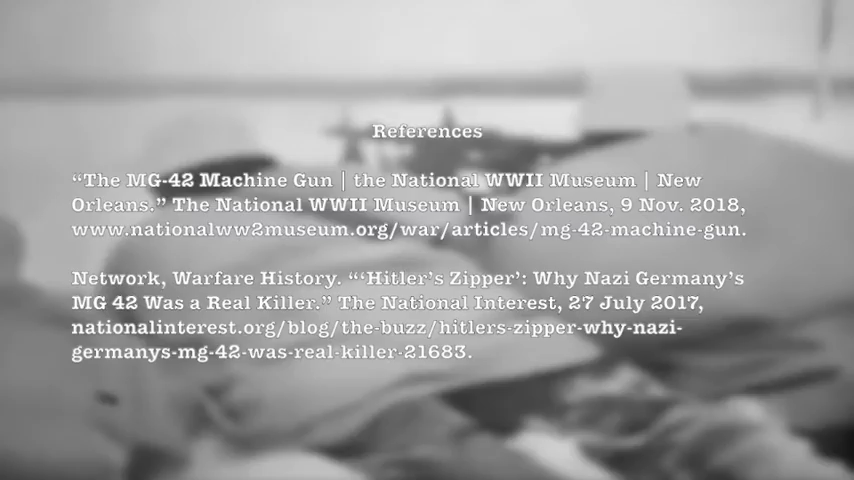 References
“The MG-42 Machine Gun | the National WWII Museum | New
Orleans.” The National WWII Museum | New Orleans, 9 Nov. 2018,
www.nationalww2museum.org/war/articles/mg-42-machine-gun.
Network, Warfare History. “‘Hitler’s Zipper’: Why Nazi Germany’s
MG 42 Was a Real Killer.” The National Interest, 27 July 2017,
nationalinterest.org/blog/the-buzz/hitlers-zipper-why-nazi-
germanys-mg-42-was-real-killer-21683.